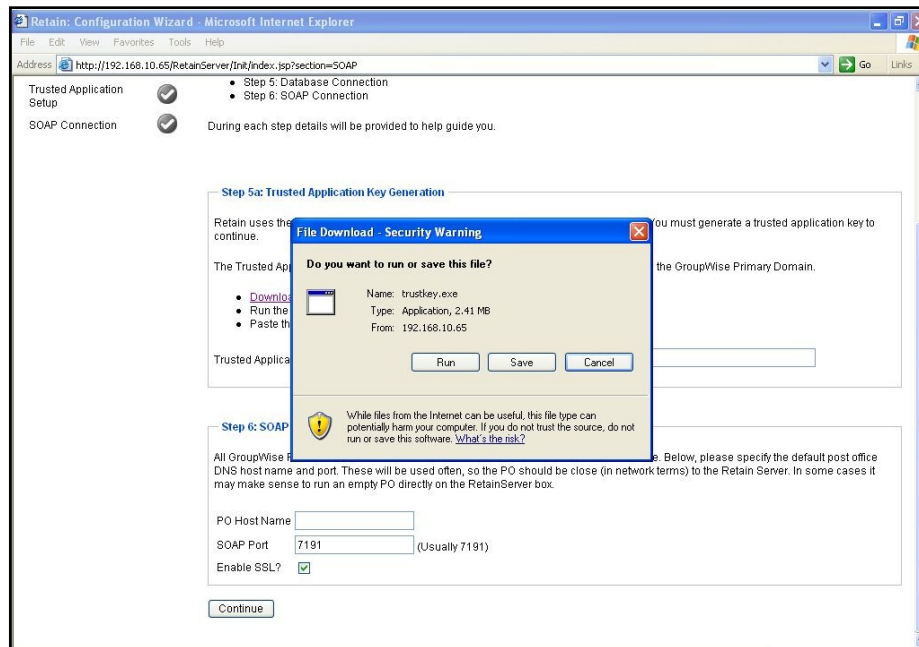 Retain: Configuration Wizard - Microsoft Internet Explorer
File Edit View Favorites Tools Help
Address http://192.168.10.65/RetainServer/Init/index.jsp?section=SOAP Go Links
Trusted Application
Setup
SOAP Connection
Step 5: Database Connection
Step 6: SOAP Connection
During each step details will be provided to help guide you.
Step 5a: Trusted Application Key Generation
Retain uses the You must generate a trusted application key to
continue.
The Trusted Ap the GroupWise Primary Domain.
Downloa
Run the
Paste th
Trusted Applica
File Download - Security Warning
Do you want to run or save this file?
Name: trustkey.exe
Type: Application, 2.41 MB
From: 192.168.10.65
Run Save Cancel
While files from the Internet can be useful, this file type can
potentially harm your computer. If you do not trust the source, do not
run or save this software. What's the risk?
Step 6: SOAP
All GroupWise e. Below, please specify the default post office
DNS host name and port. These will be used often, so the PO should be close (in network terms) to the Retain Server. In some cases it
may make sense to run an empty PO directly on the RetainServer box.
PO Host Name
SOAP Port 7191 (Usually 7191)
Enable SSL?
Continue